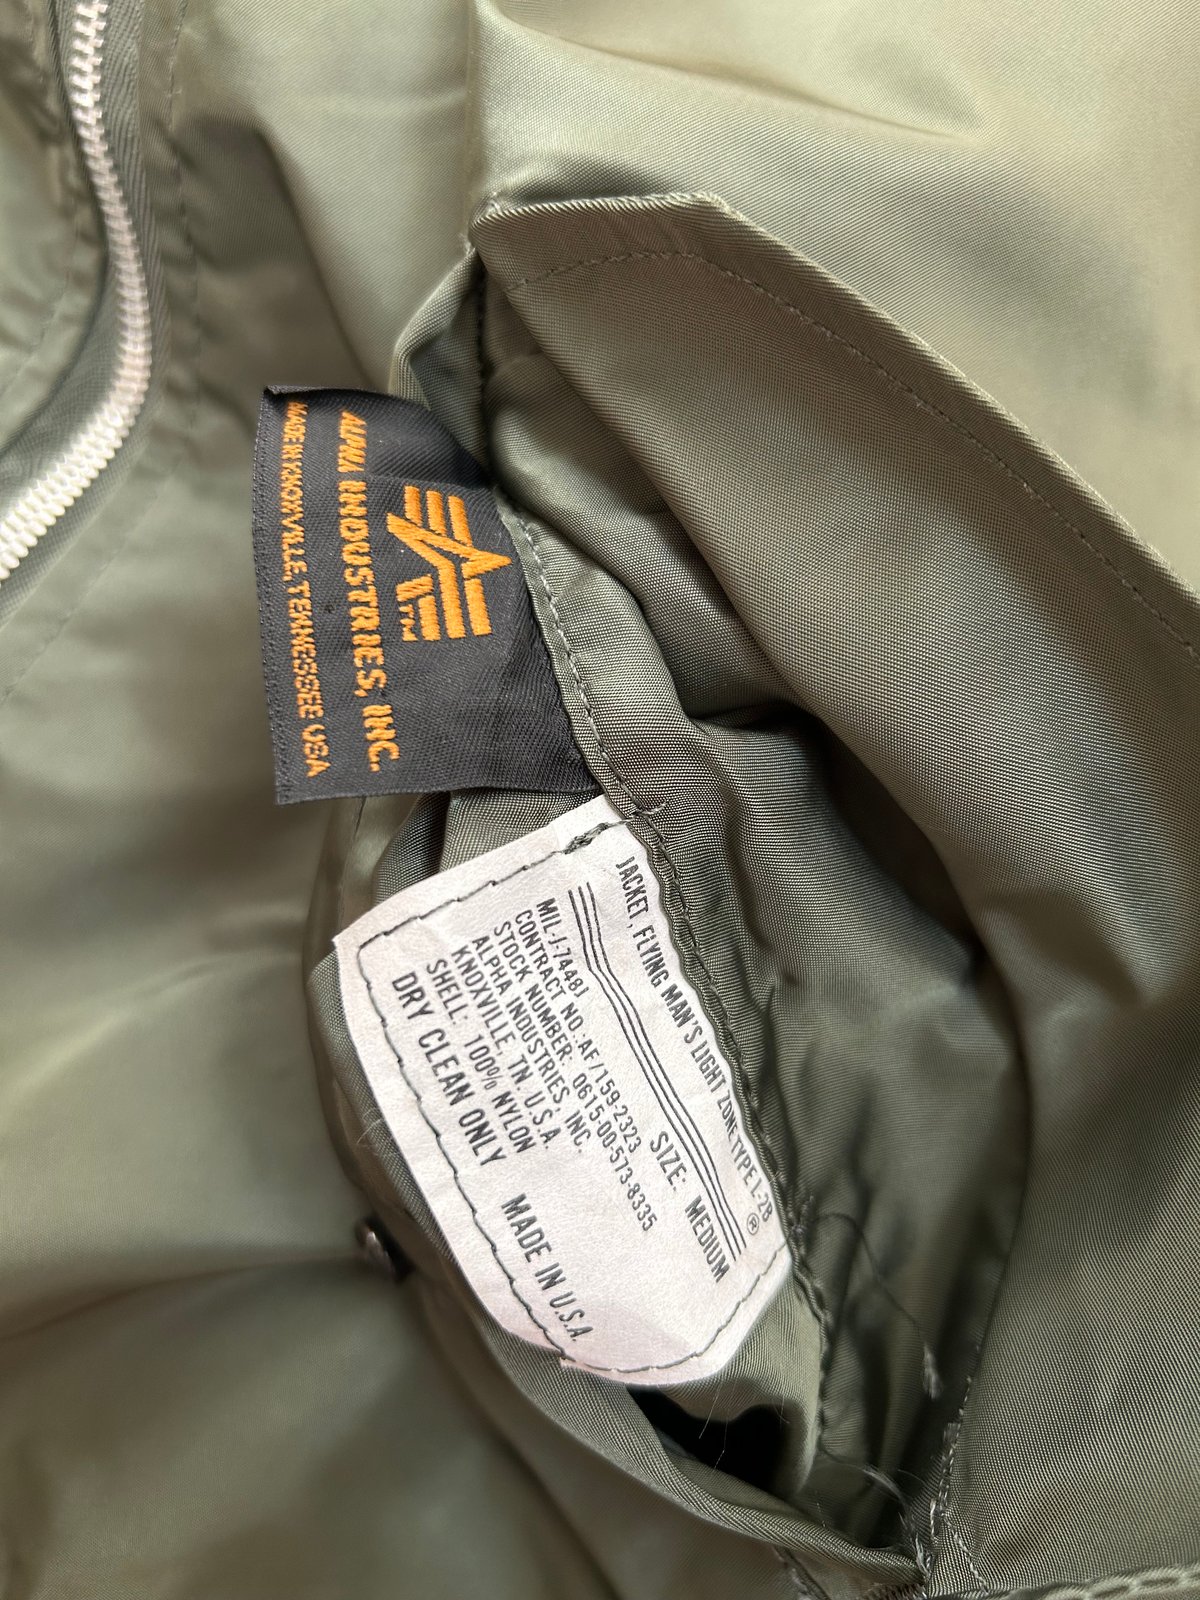 ALPHA INDUSTRIES, INC.
MADE IN KNOXVILLE, TENNESSEE USA
JACKET, FLYING MAN'S LIGHT ZONE TYPE L-2B
®
SIZE: MEDIUM
MIL-J-7448J
CONTRACT NO.: AF/159-2323
STOCK NUMBER: 0615-00-573-8335
ALPHA INDUSTRIES, INC.
KNOXVILLE, TN. U.S.A.
SHELL: 100% NYLON
DRY CLEAN ONLY
MADE IN U.S.A.